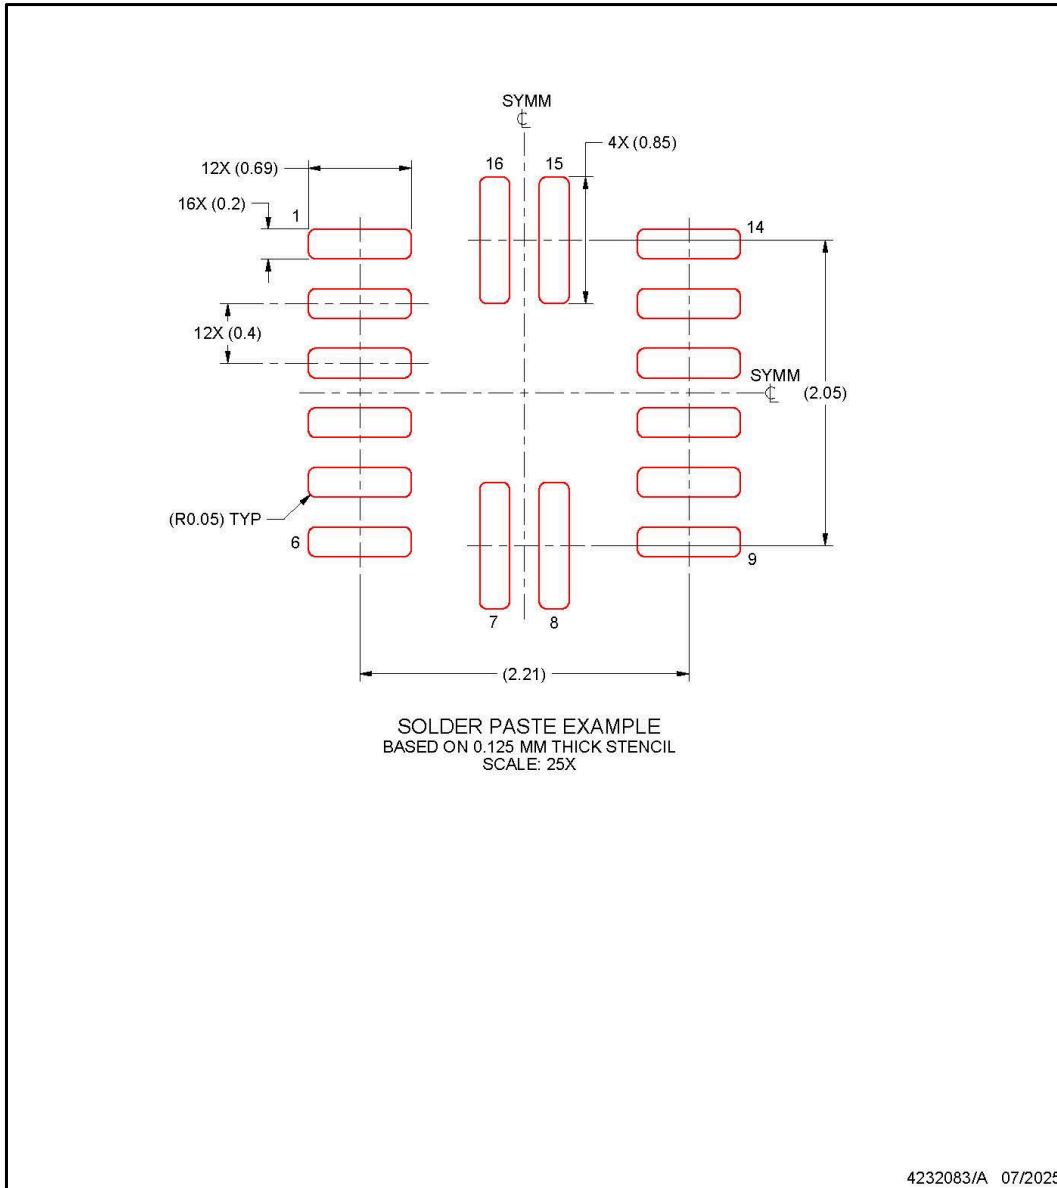 SYMM
℄
16
15
4X (0.85)
12X (0.69)
16X (0.2)
1
14
12X (0.4)
SYMM
℄
(2.05)
(R0.05) TYP
6
9
7
8
(2.21)
SOLDER PASTE EXAMPLE
BASED ON 0.125 MM THICK STENCIL
SCALE: 25X
4232083/A 07/2025